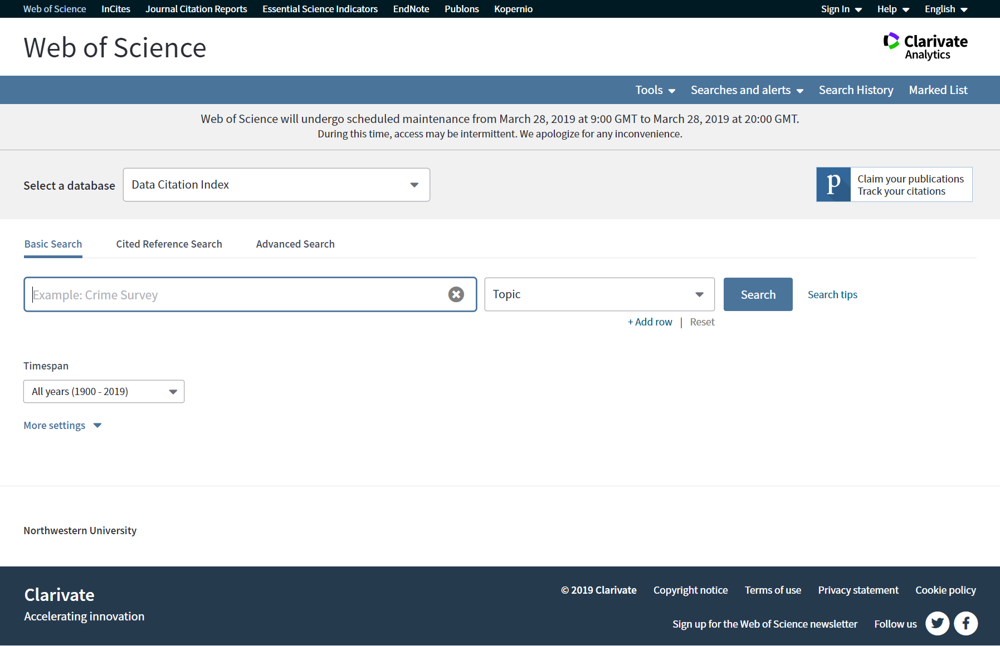 Web of Science InCites Journal Citation Reports Essential Science Indicators EndNote Publons Kopernio Sign In Help English
Web of Science
Clarivate
Analytics
Tools Searches and alerts Search History Marked List
Web of Science will undergo scheduled maintenance from March 28, 2019 at 9:00 GMT to March 28, 2019 at 20:00 GMT.
During this time, access may be intermittent. We apologize for any inconvenience.
Select a database Data Citation Index
p
Claim your publications
Track your citations
Basic Search Cited Reference Search Advanced Search
Example: Crime Survey Topic Search Search tips
+ Add row | Reset
Timespan
All years (1900 - 2019)
More settings
Northwestern University
Clarivate
Accelerating innovation
© 2019 Clarivate Copyright notice Terms of use Privacy statement Cookie policy
Sign up for the Web of Science newsletter Follow us